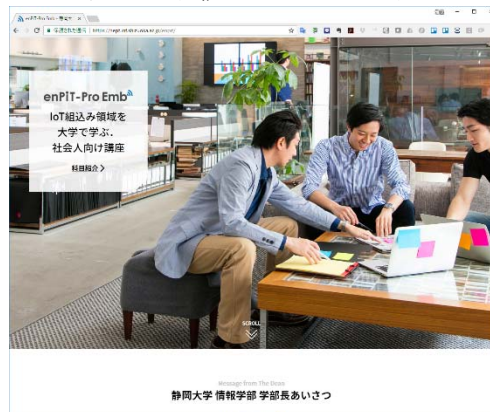 enPiT-Pro Emb
IoT組込み領域を
大学で学ぶ、
社会人向け講座
科目紹介 >
SCROLL
Message from The Dean
静岡大学 情報学部 学部長あいさつ